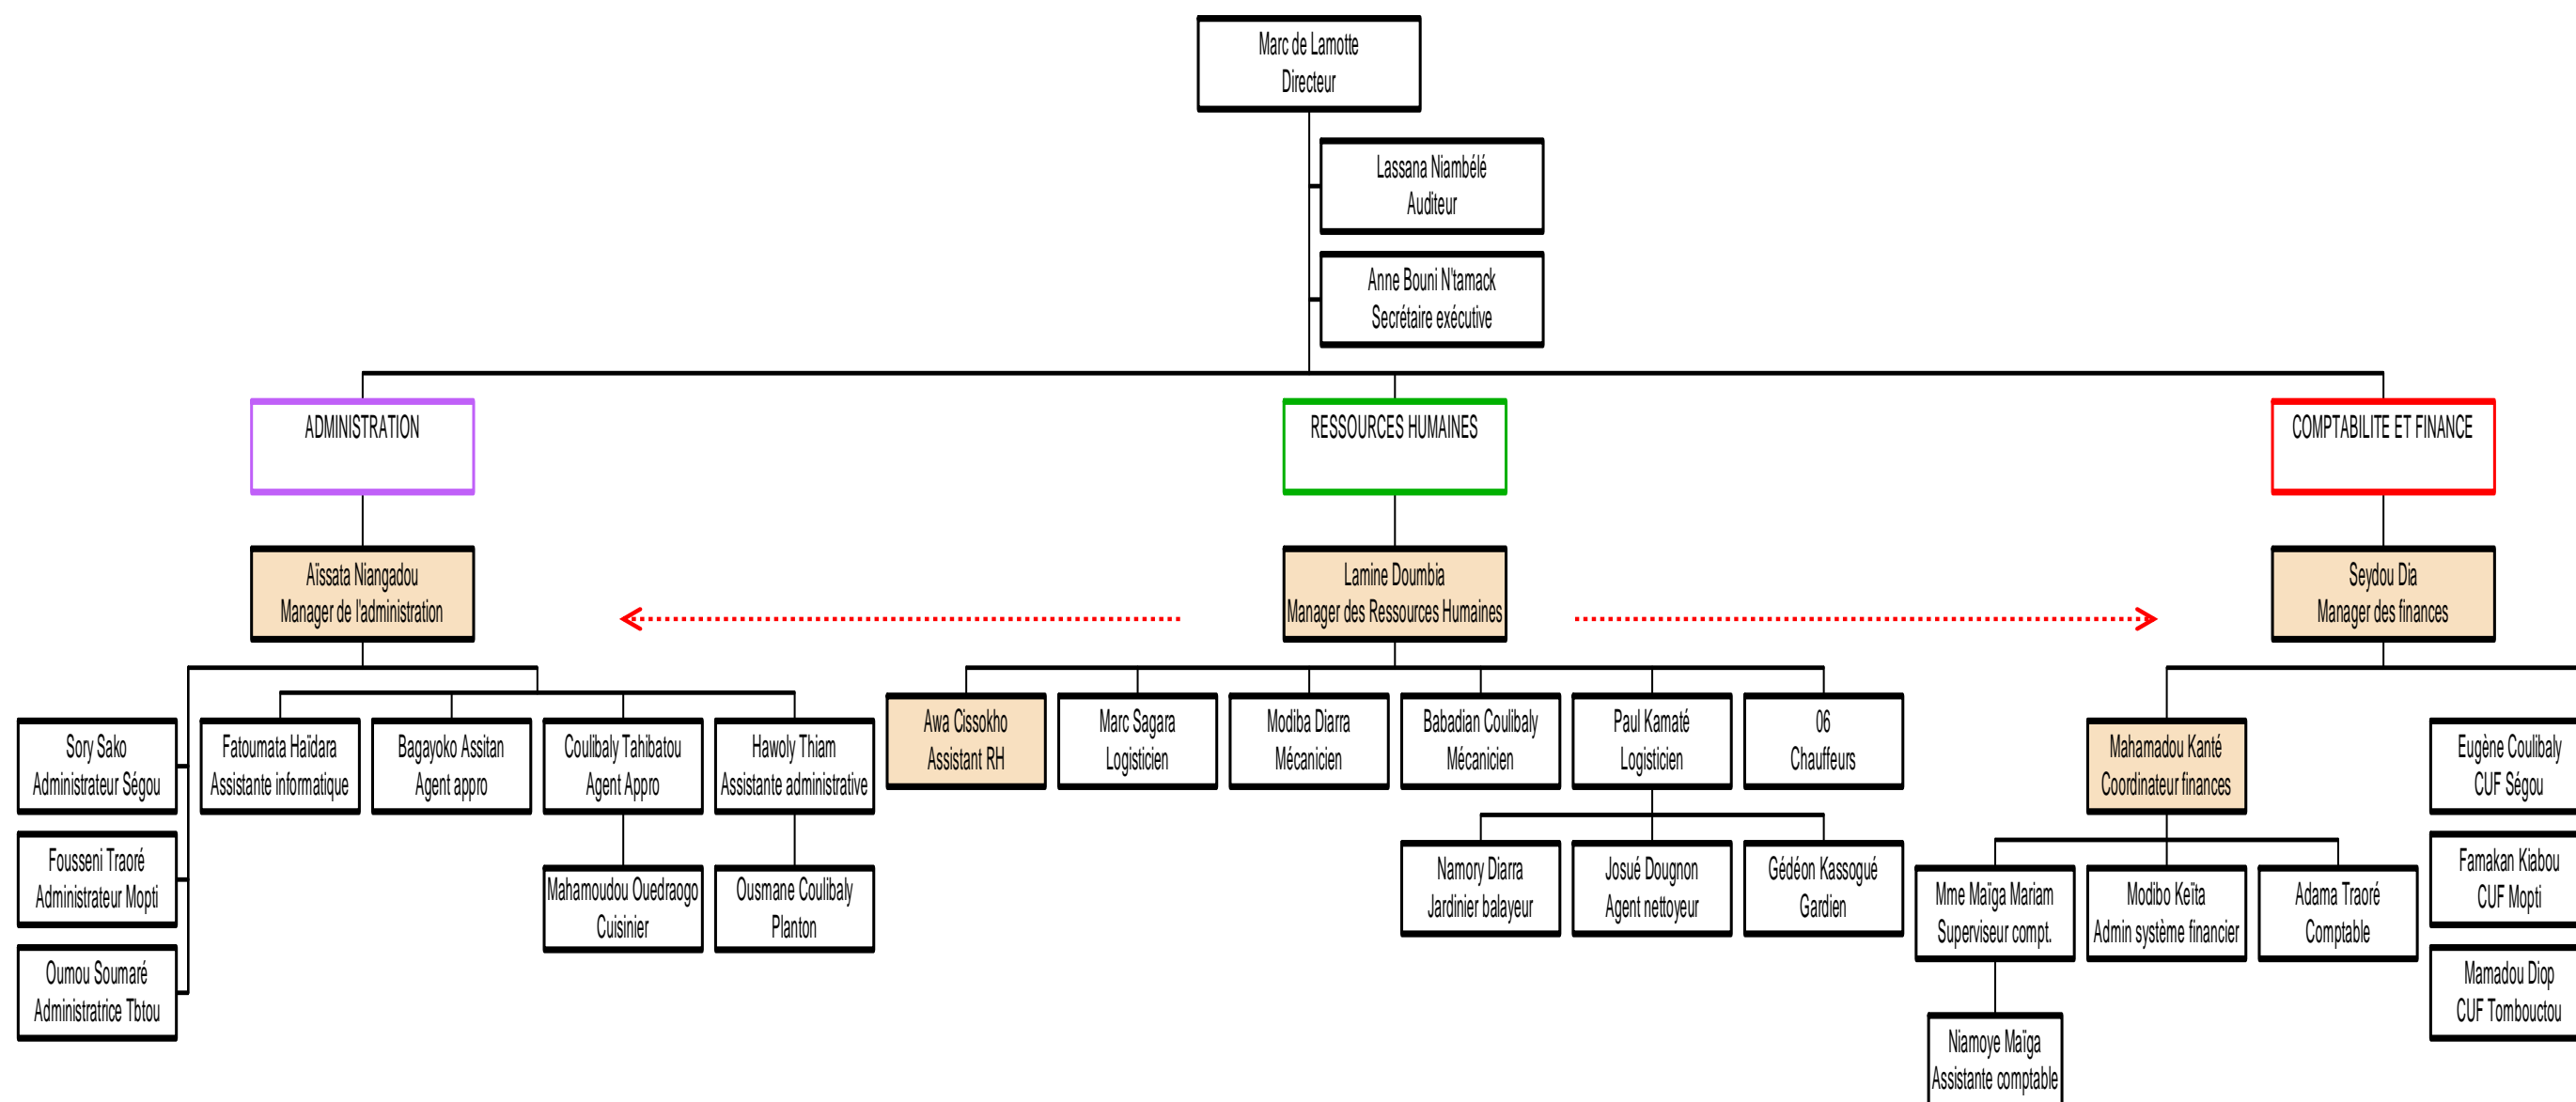 Marc de Lamotte
Directeur
Lassana Niambélé
Auditeur
Anne Bouni N'tamack
Secrétaire exécutive
ADMINISTRATION
RESSOURCES HUMAINES
COMPTABILITE ET FINANCE
Aïssata Niangadou
Manager de l'administration
Lamine Doumbia
Manager des Ressources Humaines
Seydou Dia
Manager des finances
Sory Sako
Administrateur Ségou
Fousseni Traoré
Administrateur Mopti
Oumou Soumaré
Administratrice Tbtou
Fatoumata Haïdara
Assistante informatique
Bagayoko Assitan
Agent appro
Coulibaly Tahibatou
Agent Appro
Hawoly Thiam
Assistante administrative
Mahamoudou Ouedraogo
Cuisinier
Ousmane Coulibaly
Planton
Awa Cissokho
Assistant RH
Marc Sagara
Logisticien
Modiba Diarra
Mécanicien
Babadian Coulibaly
Mécanicien
Paul Kamaté
Logisticien
06
Chauffeurs
Namory Diarra
Jardinier balayeur
Josué Dougnon
Agent nettoyeur
Gédéon Kassogué
Gardien
Mahamadou Kanté
Coordinateur finances
Mme Maïga Mariam
Superviseur compt.
Modibo Keïta
Admin système financier
Adama Traoré
Comptable
Niamoye Maïga
Assistante comptable
Eugène Coulibaly
CUF Ségou
Famakan Kiabou
CUF Mopti
Mamadou Diop
CUF Tombouctou